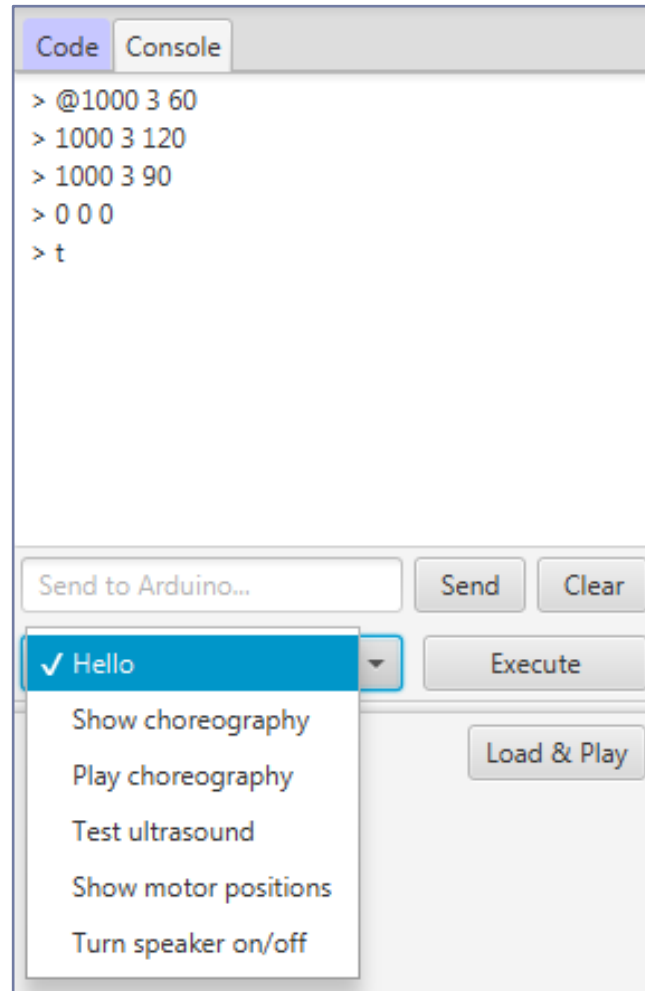 Code Console
> @1000 3 60
> 1000 3 120
> 1000 3 90
> 0 0 0
> t
Send to Arduino... Send Clear
✓ Hello Execute
Show choreography
Load & Play
Play choreography
Test ultrasound
Show motor positions
Turn speaker on/off